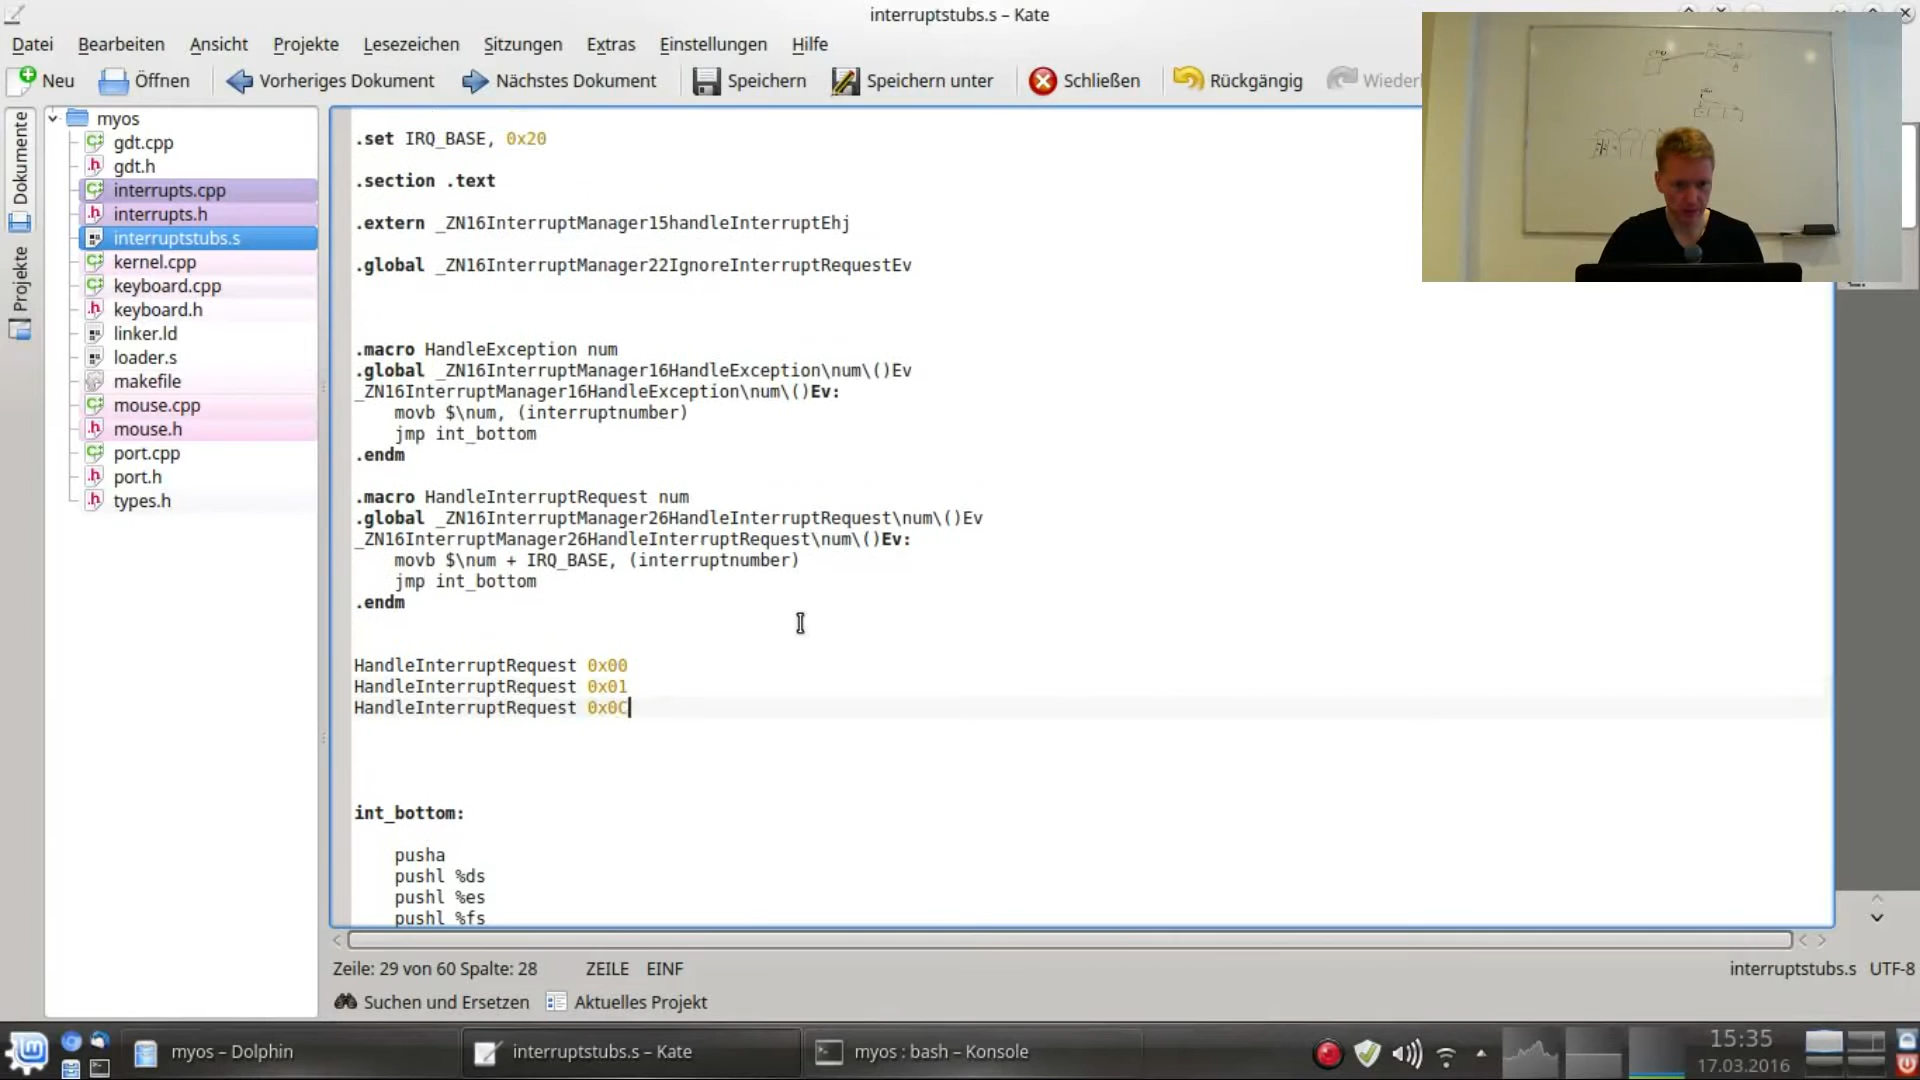 interruptstubs.s – Kate
Datei Bearbeiten Ansicht Projekte Lesezeichen Sitzungen Extras Einstellungen Hilfe
Neu Öffnen Vorheriges Dokument Nächstes Dokument Speichern Speichern unter Schließen Rückgängig Wiederh
Dokumente
Projekte
myos
gdt.cpp
gdt.h
interrupts.cpp
interrupts.h
interruptstubs.s
kernel.cpp
keyboard.cpp
keyboard.h
linker.ld
loader.s
makefile
mouse.cpp
mouse.h
port.cpp
port.h
types.h
.set IRQ_BASE, 0x20
.section .text
.extern _ZN16InterruptManager15handleInterruptEhj
.global _ZN16InterruptManager22IgnoreInterruptRequestEv
.macro HandleException num
.global _ZN16InterruptManager16HandleException\num\()Ev
_ZN16InterruptManager16HandleException\num\()Ev:
movb $\num, (interruptnumber)
jmp int_bottom
.endm
.macro HandleInterruptRequest num
.global _ZN16InterruptManager26HandleInterruptRequest\num\()Ev
_ZN16InterruptManager26HandleInterruptRequest\num\()Ev:
movb $\num + IRQ_BASE, (interruptnumber)
jmp int_bottom
.endm
HandleInterruptRequest 0x00
HandleInterruptRequest 0x01
HandleInterruptRequest 0x0C
int_bottom:
pusha
pushl %ds
pushl %es
pushl %fs
Zeile: 29 von 60 Spalte: 28 ZEILE EINF interruptstubs.s UTF-8
Suchen und Ersetzen Aktuelles Projekt
myos – Dolphin interruptstubs.s – Kate myos : bash – Konsole 15:35
17.03.2016